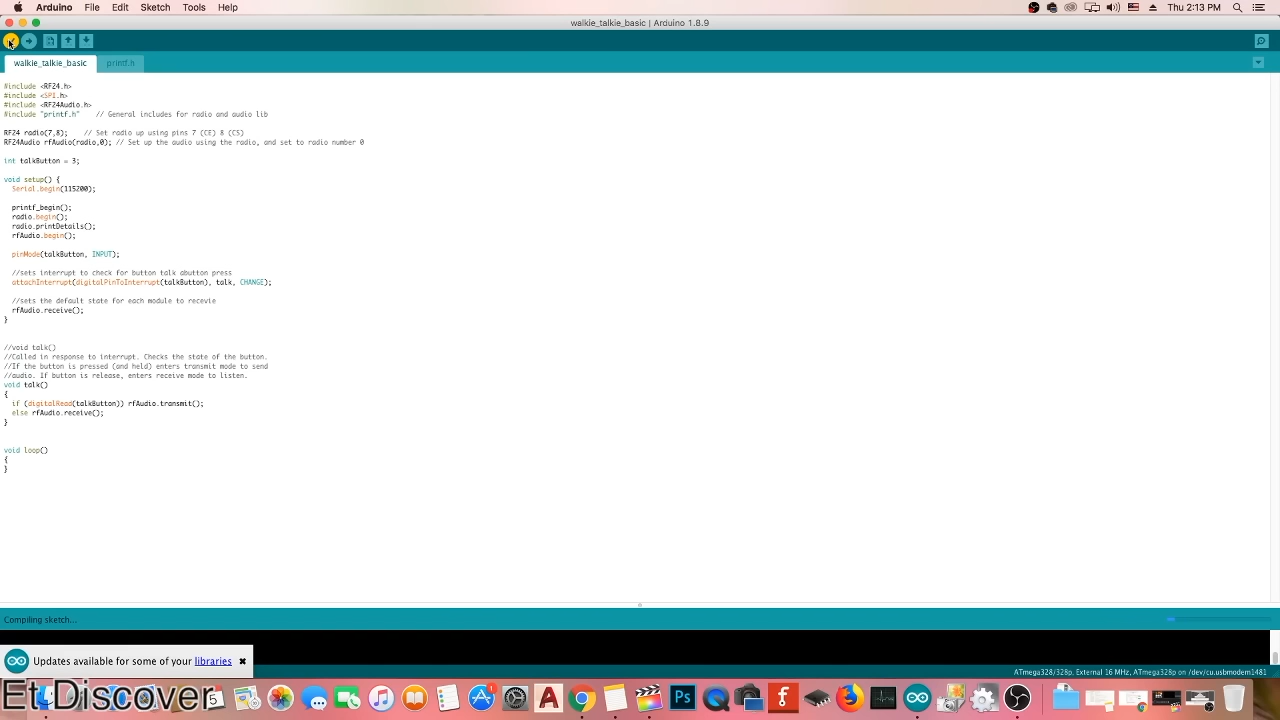 Arduino File Edit Sketch Tools Help Thu 2:13 PM
walkie_talkie_basic | Arduino 1.8.9
walkie_talkie_basic printf.h
#include <RF24.h>
#include <SPI.h>
#include <RF24Audio.h>
#include "printf.h" // General includes for radio and audio lib
RF24 radio(7,8); // Set radio up using pins 7 (CE) 8 (CS)
RF24Audio rfAudio(radio,0); // Set up the audio using the radio, and set to radio number 0
int talkButton = 3;
void setup() {
Serial.begin(115200);
printf_begin();
radio.begin();
radio.printDetails();
rfAudio.begin();
pinMode(talkButton, INPUT);
//sets interrupt to check for button talk abutton press
attachInterrupt(digitalPinToInterrupt(talkButton), talk, CHANGE);
//sets the default state for each module to recevie
rfAudio.receive();
}
//void talk()
//Called in response to interrupt. Checks the state of the button.
//If the button is pressed (and held) enters transmit mode to send
//audio. If button is release, enters receive mode to listen.
void talk()
{
if (digitalRead(talkButton)) rfAudio.transmit();
else rfAudio.receive();
}
void loop()
{
}
Compiling sketch...
Updates available for some of your libraries
ATmega328/328p, External 16 MHz, ATmega328p on /dev/cu.usbmodem1481
Et Discover